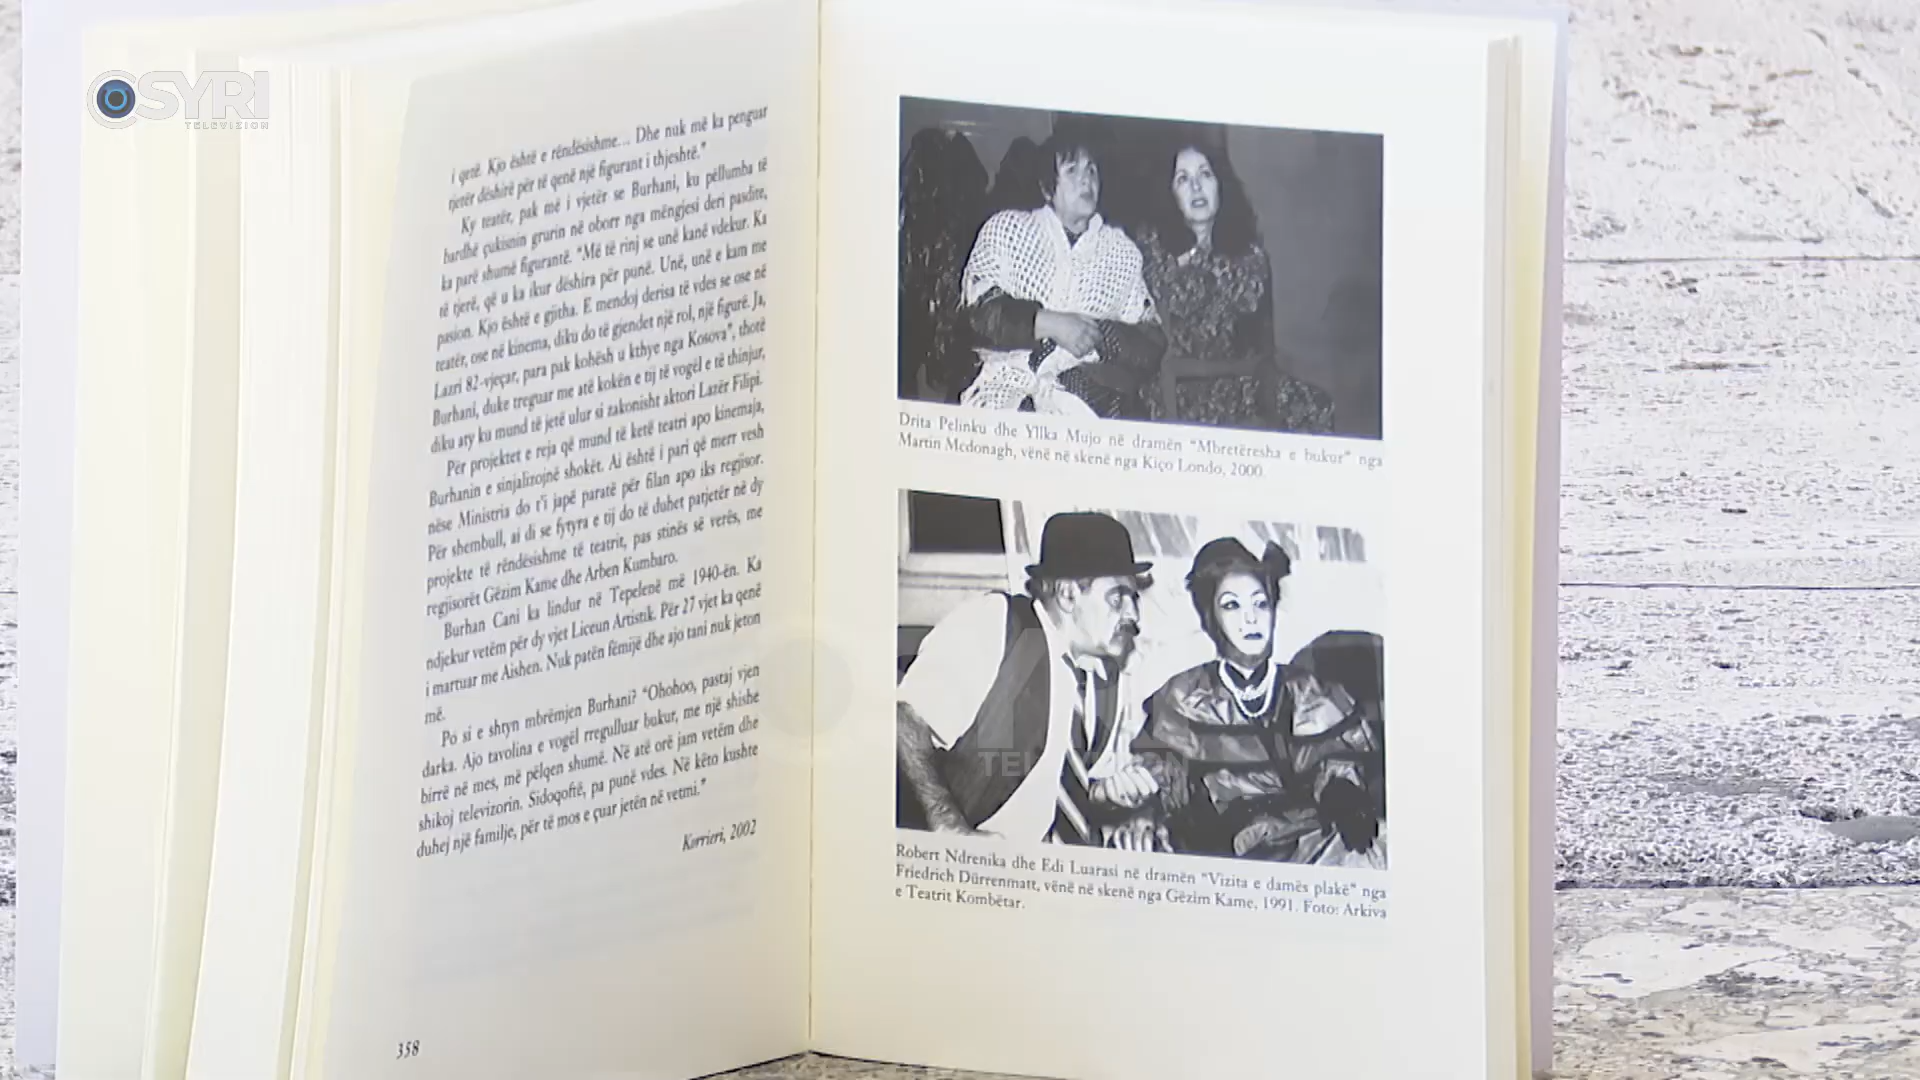 SYRI
TELEVIZION
i qetë. Kjo është e rëndësishme... Dhe nuk më ka penguar
tjetër dëshirë për të qenë një figurant i thjeshtë."
Ky teatër, pak më i vjetër se Burhani, ku pëllumba të
bardhë çukisnin grurin në oborr nga mëngjesi deri pasdite,
ka parë shumë figurantë. "Më të rinj se unë kanë vdekur. Ka
të tjerë, që u ka ikur dëshira për punë. Unë, unë e kam me
pasion. Kjo është e gjitha. E mendoj derisa të vdes se ose në
teatër, ose në kinema, diku do të gjendet një rol, një figurë. Ja,
Lazri 82-vjeçar, para pak kohësh u kthye nga Kosova", thotë
Burhani, duke treguar me atë kokën e tij të vogël e të thinjur,
diku aty ku mund të jetë ulur si zakonisht aktori Lazër Filipi.
Për projektet e reja që mund të ketë teatri apo kinemaja,
Burhanin e sinjalizojnë shokët. Ai është i pari që merr vesh
nëse Ministria do t'i japë paratë për filan apo iks regjisor.
Për shembull, ai di se fytyra e tij do të duhet patjetër në dy
projekte të rëndësishme të teatrit, pas stinës së verës, me
regjisorët Gëzim Kame dhe Arben Kumbaro.
Burhan Cani ka lindur në Tepelenë më 1940-ën. Ka
ndjekur vetëm për dy vjet Liceun Artistik. Për 27 vjet ka qenë
i martuar me Aishen. Nuk patën fëmijë dhe ajo tani nuk jeton
më.
Po si e shtyn mbrëmjen Burhani? "Ohohoo, pastaj vjen
darka. Ajo tavolina e vogël rregulluar bukur, me një shishe
birrë në mes, më pëlqen shumë. Në atë orë jam vetëm dhe
shikoj televizorin. Sidoqoftë, pa punë vdes. Në këto kushte
duhej një familje, për të mos e çuar jetën në vetmi."
Korrieri, 2002
358
Drita Pelinku dhe Yllka Mujo në dramën "Mbretëresha e bukur" nga
Martin Mcdonagh, vënë në skenë nga Kiço Londo, 2000.
Robert Ndrenika dhe Edi Luarasi në dramën "Vizita e damës plakë" nga
Friedrich Dürrenmatt, vënë në skenë nga Gëzim Kame, 1991. Foto: Arkiva
e Teatrit Kombëtar.